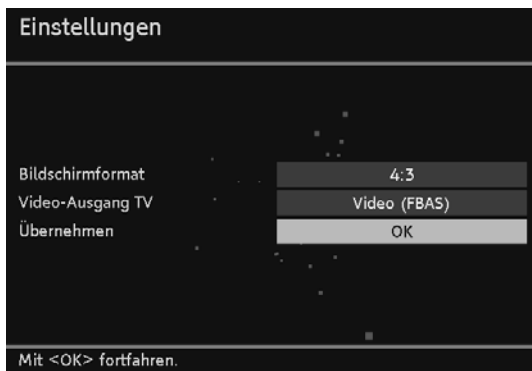 Einstellungen
Bildschirmformat 4:3
Video-Ausgang TV Video (FBAS)
Übernehmen OK
Mit <OK> fortfahren.